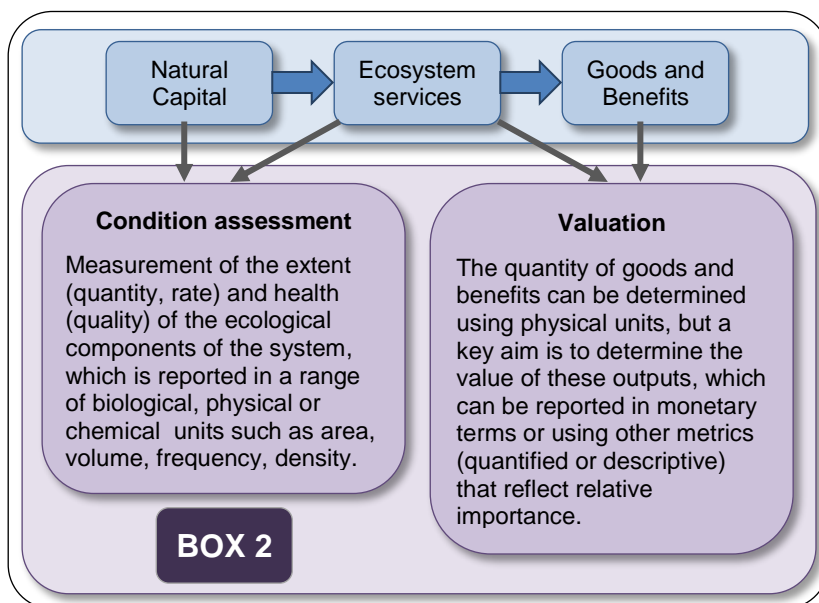 Natural
Capital
Ecosystem
services
Goods and
Benefits
Condition assessment
Measurement of the extent
(quantity, rate) and health
(quality) of the ecological
components of the system,
which is reported in a range
of biological, physical or
chemical units such as area,
volume, frequency, density.
Valuation
The quantity of goods and
benefits can be determined
using physical units, but a
key aim is to determine the
value of these outputs, which
can be reported in monetary
terms or using other metrics
(quantified or descriptive)
that reflect relative
importance.
BOX 2